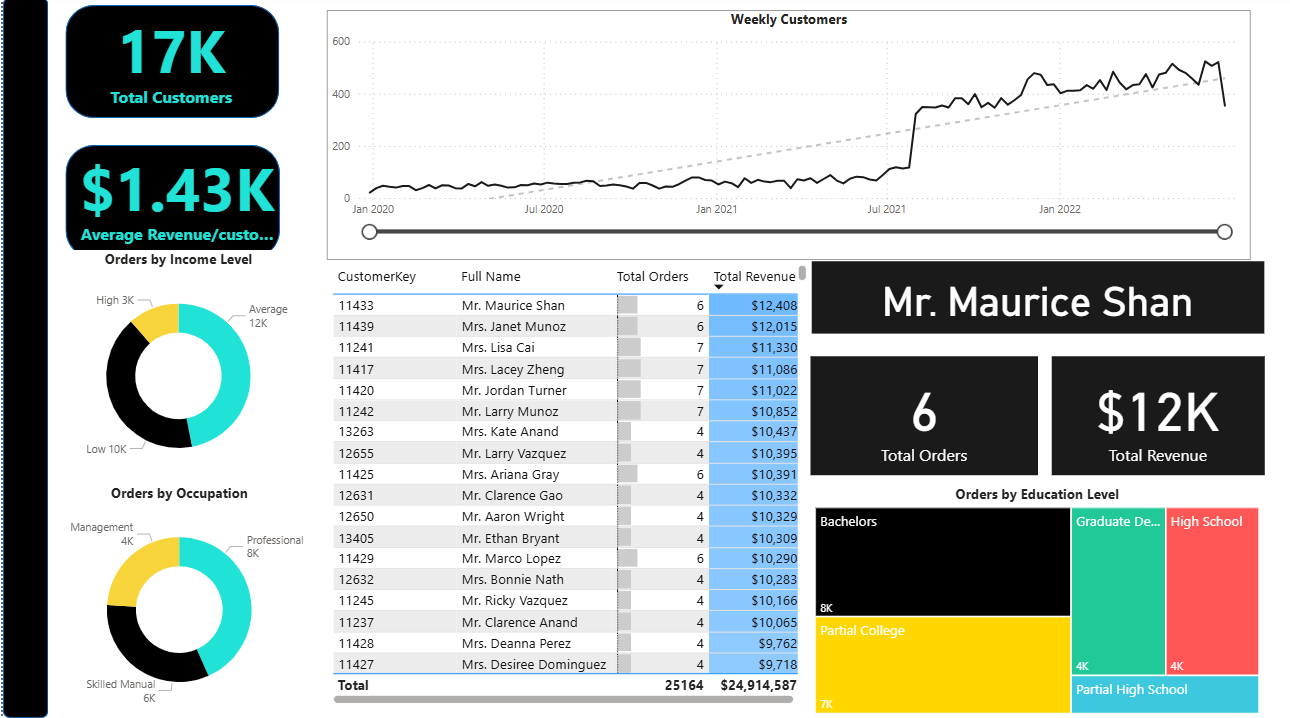 17K
Total Customers
$1.43K
Average Revenue/custo...
Weekly Customers
600
400
200
0
Jan 2020
Jul 2020
Jan 2021
Jul 2021
Jan 2022
Orders by Income Level
High 3K
Average
12K
Low 10K
Orders by Occupation
Management
4K
Professional
8K
Skilled Manual
6K
CustomerKey Full Name Total Orders Total Revenue
11433 Mr. Maurice Shan 6 $12,408
11439 Mrs. Janet Munoz 6 $12,015
11241 Mrs. Lisa Cai 7 $11,330
11417 Mrs. Lacey Zheng 7 $11,086
11420 Mr. Jordan Turner 7 $11,022
11242 Mr. Larry Munoz 7 $10,852
13263 Mrs. Kate Anand 4 $10,437
12655 Mr. Larry Vazquez 4 $10,395
11425 Mrs. Ariana Gray 6 $10,391
12631 Mr. Clarence Gao 4 $10,332
12650 Mr. Aaron Wright 4 $10,329
13405 Mr. Ethan Bryant 4 $10,309
11429 Mr. Marco Lopez 6 $10,290
12632 Mrs. Bonnie Nath 4 $10,283
11245 Mr. Ricky Vazquez 4 $10,166
11237 Mr. Clarence Anand 4 $10,065
11428 Mrs. Deanna Perez 4 $9,762
11427 Mrs. Desiree Dominguez 4 $9,718
Total 25164 $24,914,587
Mr. Maurice Shan
6
Total Orders
$12K
Total Revenue
Orders by Education Level
Bachelors
8K
Partial College
7K
Graduate De...
4K
High School
4K
Partial High School